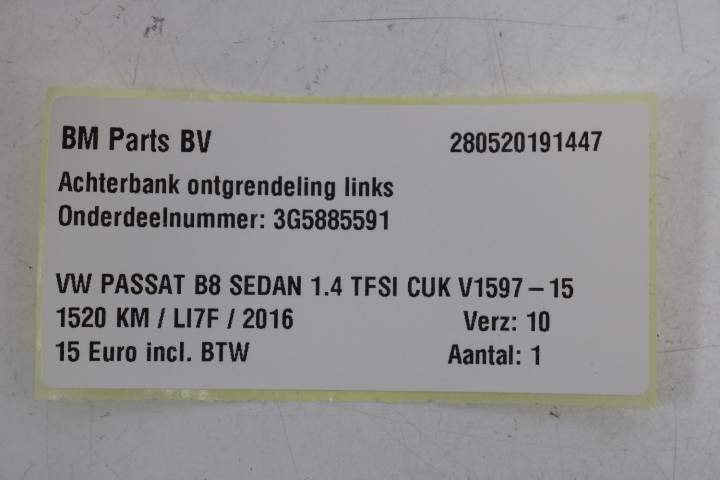 BM Parts BV 280520191447
Achterbank ontgrendeling links
Onderdeelnummer: 3G5885591
VW PASSAT B8 SEDAN 1.4 TFSI CUK V1597-15
1520 KM / LI7F / 2016 Verz: 10
15 Euro incl. BTW Aantal: 1